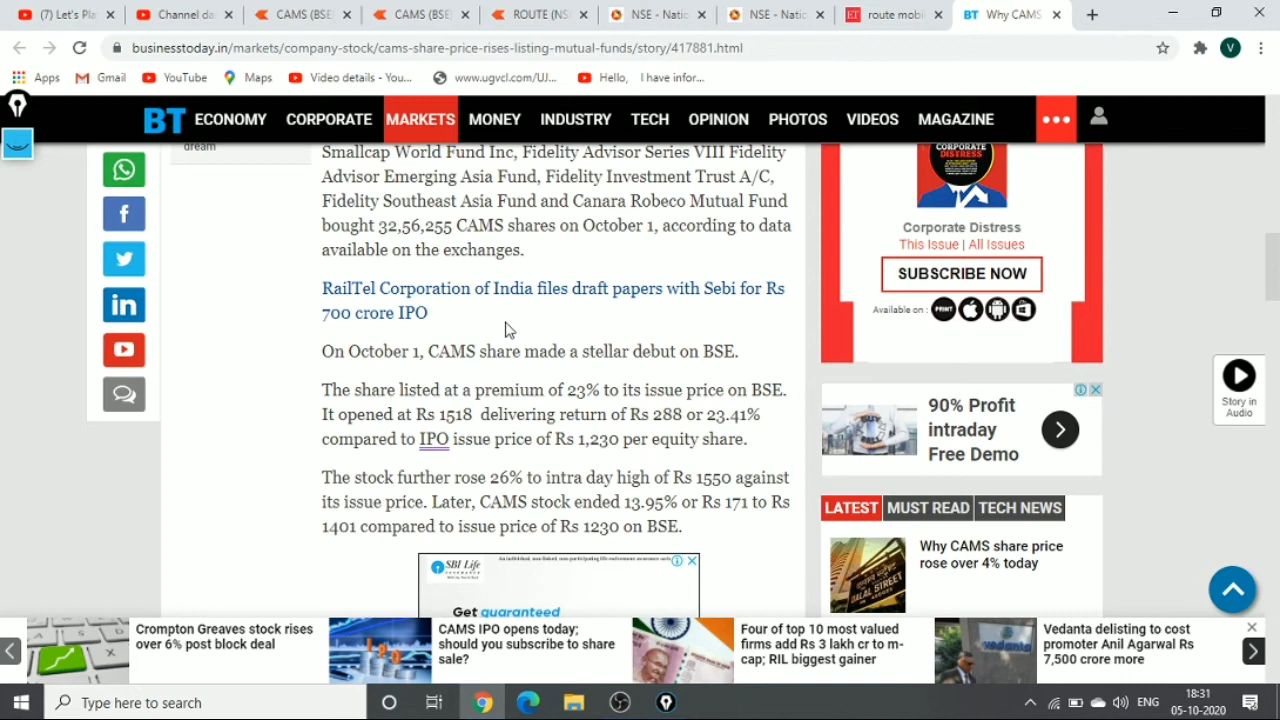 (7) Let's Pla
Channel da
CAMS (BSE)
CAMS (BSE)
ROUTE (NS
NSE - Natio
NSE - Natio
route mobi
Why CAMS
businesstoday.in/markets/company-stock/cams-share-price-rises-listing-mutual-funds/story/417881.html
V
Apps
Gmail
YouTube
Maps
Video details - You...
www.ugvcl.com/UJ...
Hello, I have infor...
BT ECONOMY CORPORATE MARKETS MONEY INDUSTRY TECH OPINION PHOTOS VIDEOS MAGAZINE
dream
Smallcap World Fund Inc, Fidelity Advisor Series VIII Fidelity
Advisor Emerging Asia Fund, Fidelity Investment Trust A/C,
Fidelity Southeast Asia Fund and Canara Robeco Mutual Fund
bought 32,56,255 CAMS shares on October 1, according to data
available on the exchanges.
RailTel Corporation of India files draft papers with Sebi for Rs
700 crore IPO
On October 1, CAMS share made a stellar debut on BSE.
The share listed at a premium of 23% to its issue price on BSE.
It opened at Rs 1518 delivering return of Rs 288 or 23.41%
compared to IPO issue price of Rs 1,230 per equity share.
The stock further rose 26% to intra day high of Rs 1550 against
its issue price. Later, CAMS stock ended 13.95% or Rs 171 to Rs
1401 compared to issue price of Rs 1230 on BSE.
SBI Life
Get guaranteed
CORPORATE
DISTRESS
Corporate Distress
This Issue | All Issues
SUBSCRIBE NOW
Available on :
PRINT
90% Profit
intraday
Free Demo
Story in
Audio
LATEST MUST READ TECH NEWS
Why CAMS share price
rose over 4% today
DALAL STREET
Crompton Greaves stock rises
over 6% post block deal
CAMS IPO opens today;
should you subscribe to share
sale?
Four of top 10 most valued
firms add Rs 3 lakh cr to m-
cap; RIL biggest gainer
vedanta
Vedanta delisting to cost
promoter Anil Agarwal Rs
7,500 crore more
Type here to search
ENG
18:31
05-10-2020